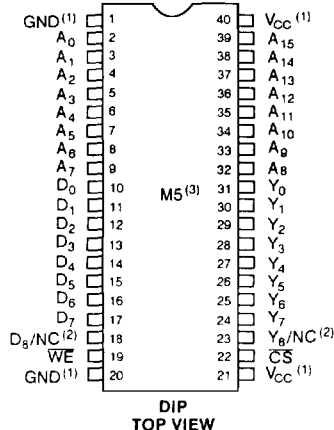 GND(1) 1 40 VCC (1)
A0 2 39 A15
A1 3 38 A14
A2 4 37 A13
A3 5 36 A12
A4 6 35 A11
A5 7 34 A10
A6 8 33 A9
A7 9 32 A8
D0 10 M5(3) 31 Y0
D1 11 30 Y1
D2 12 29 Y2
D3 13 28 Y3
D4 14 27 Y4
D5 15 26 Y5
D6 16 25 Y6
D7 17 24 Y7
D8/NC(2) 18 23 Y8/NC(2)
WE 19 22 CS
GND(1) 20 21 VCC (1)
DIP
TOP VIEW